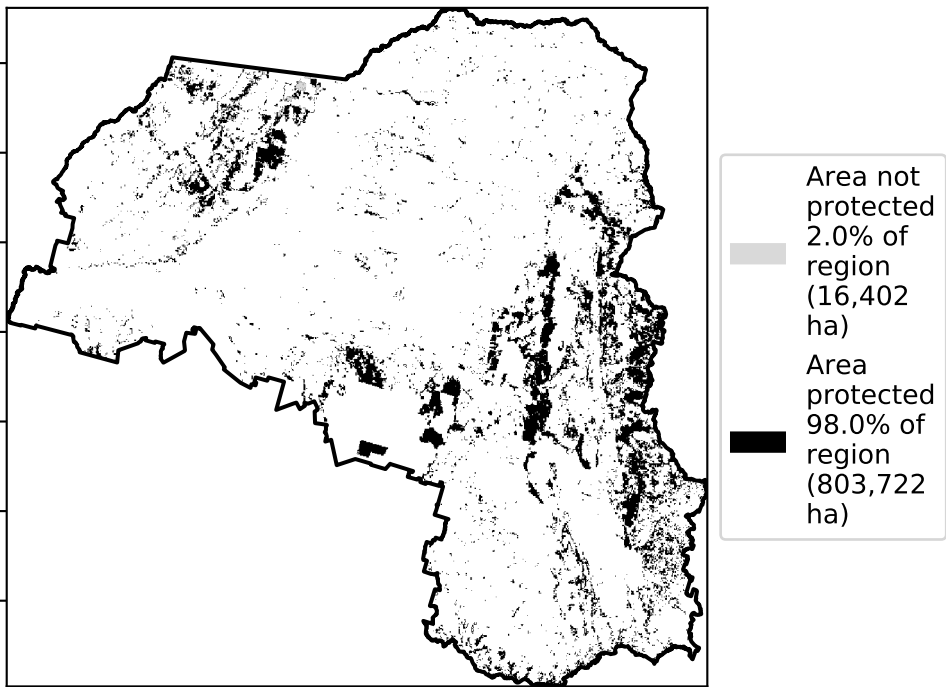 Area not
protected
2.0% of
region
(16,402
ha)
Area
protected
98.0% of
region
(803,722
ha)